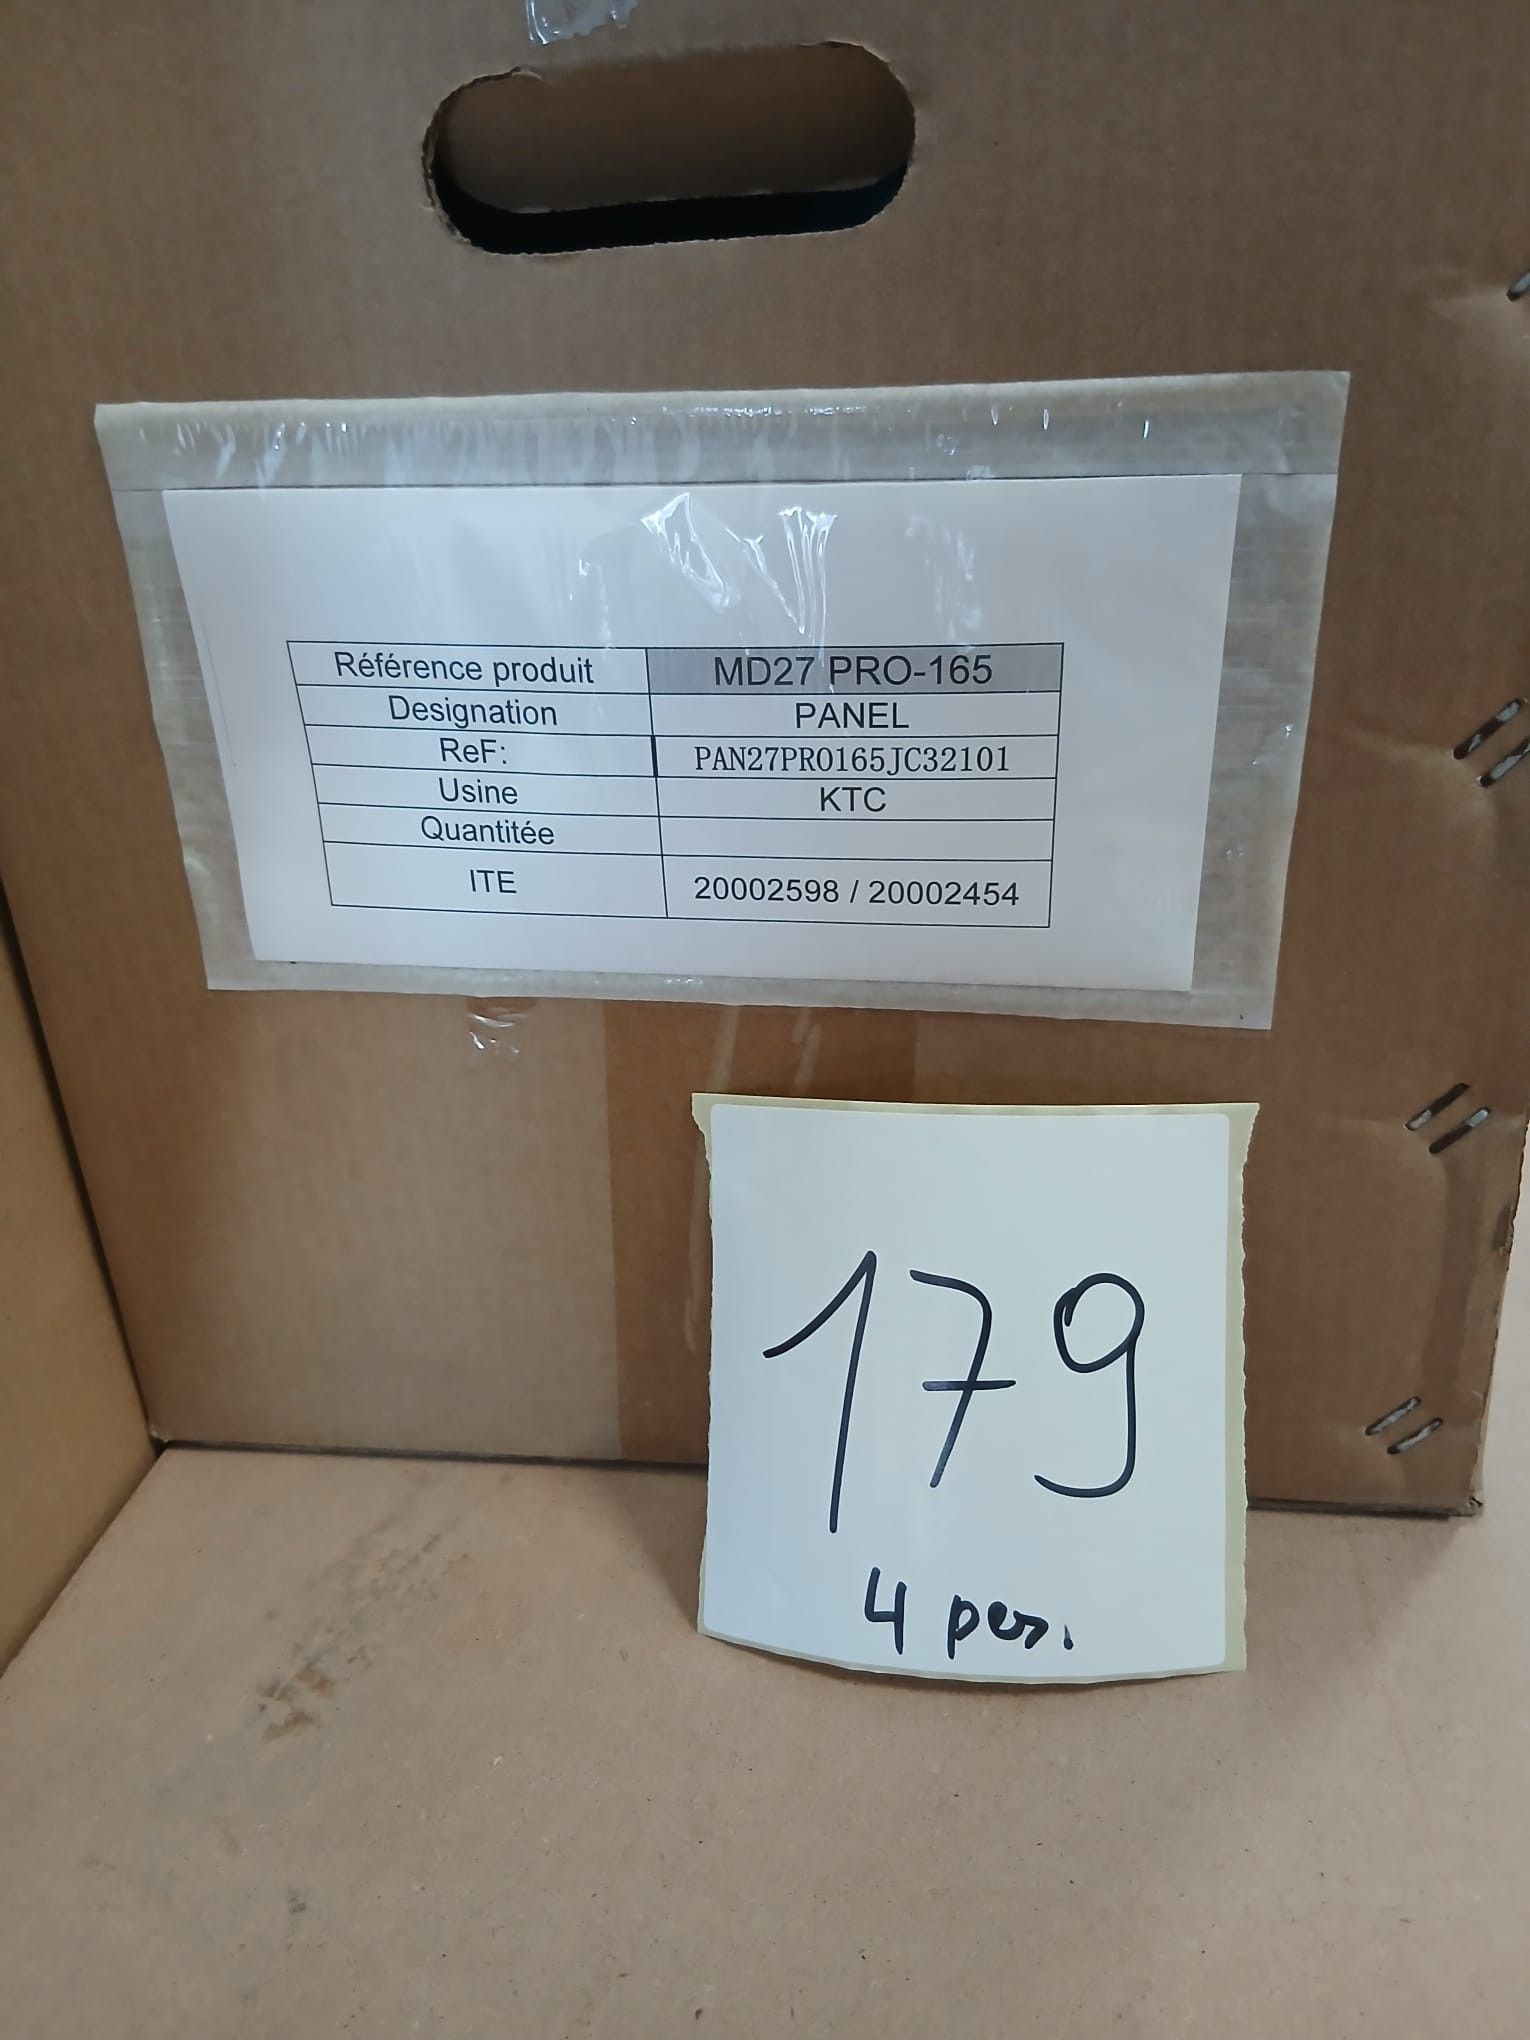 Référence produit MD27 PRO-165
Designation PANEL
ReF: PAN27PRO165JC32101
Usine KTC
Quantitée
ITE 20002598 / 20002454
179
4 pcs.